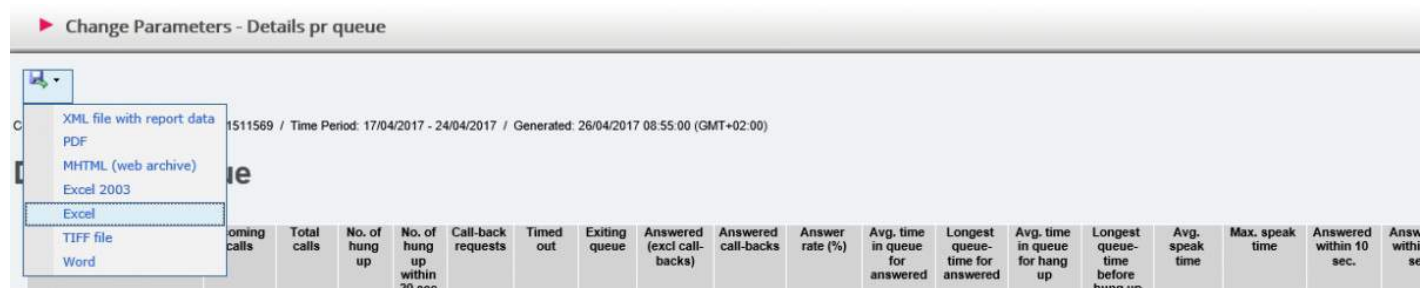 Change Parameters - Details pr queue
XML file with report data
PDF
MHTML (web archive)
Excel 2003
Excel
TIFF file
Word
1511569 / Time Period: 17/04/2017 - 24/04/2017 / Generated: 26/04/2017 08:55:00 (GMT+02:00)
ue
coming calls
Total calls
No. of hung up
No. of hung up within 20 sec
Call-back requests
Timed out
Exiting queue
Answered (excl call-backs)
Answered call-backs
Answer rate (%)
Avg. time in queue for answered
Longest queue-time for answered
Avg. time in queue for hang up
Longest queue-time before hung up
Avg. speak time
Max. speak time
Answered within 10 sec.